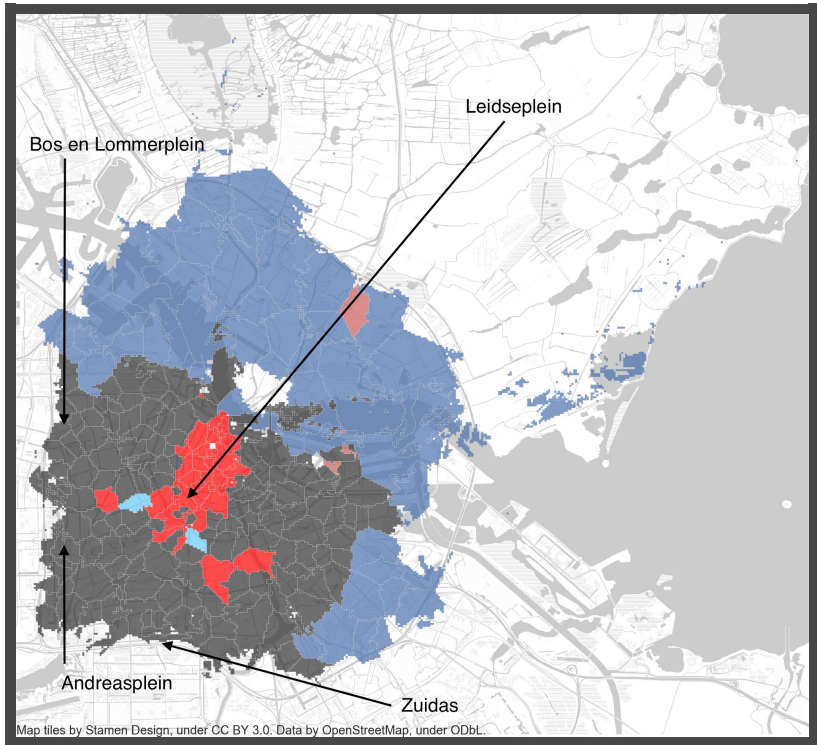 Leidseplein
Bos en Lommerplein
Andreasplein
Zuidas
Map tiles by Stamen Design, under CC BY 3.0. Data by OpenStreetMap, under ODbL.